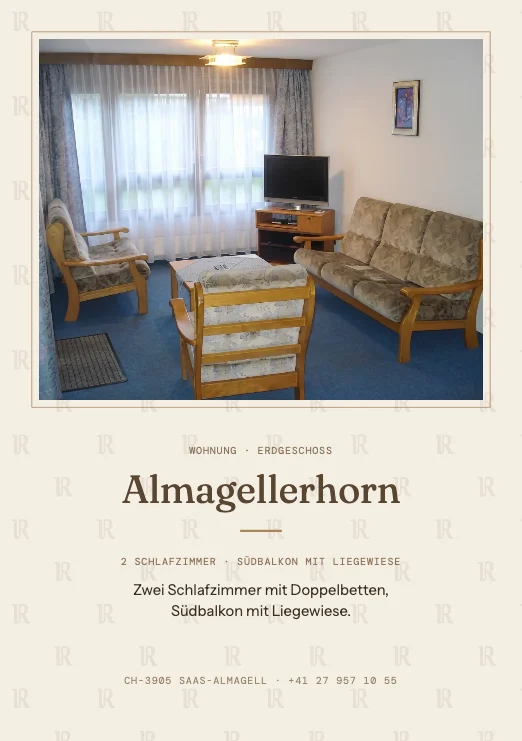 WOHNUNG · ERDGESCHOSS
Almagellerhorn
2 SCHLAFZIMMER · SÜDBALKON MIT LIEGEWIESE
Zwei Schlafzimmer mit Doppelbetten,
Südbalkon mit Liegewiese.
CH-3905 SAAS-ALMAGELL · +41 27 957 10 55